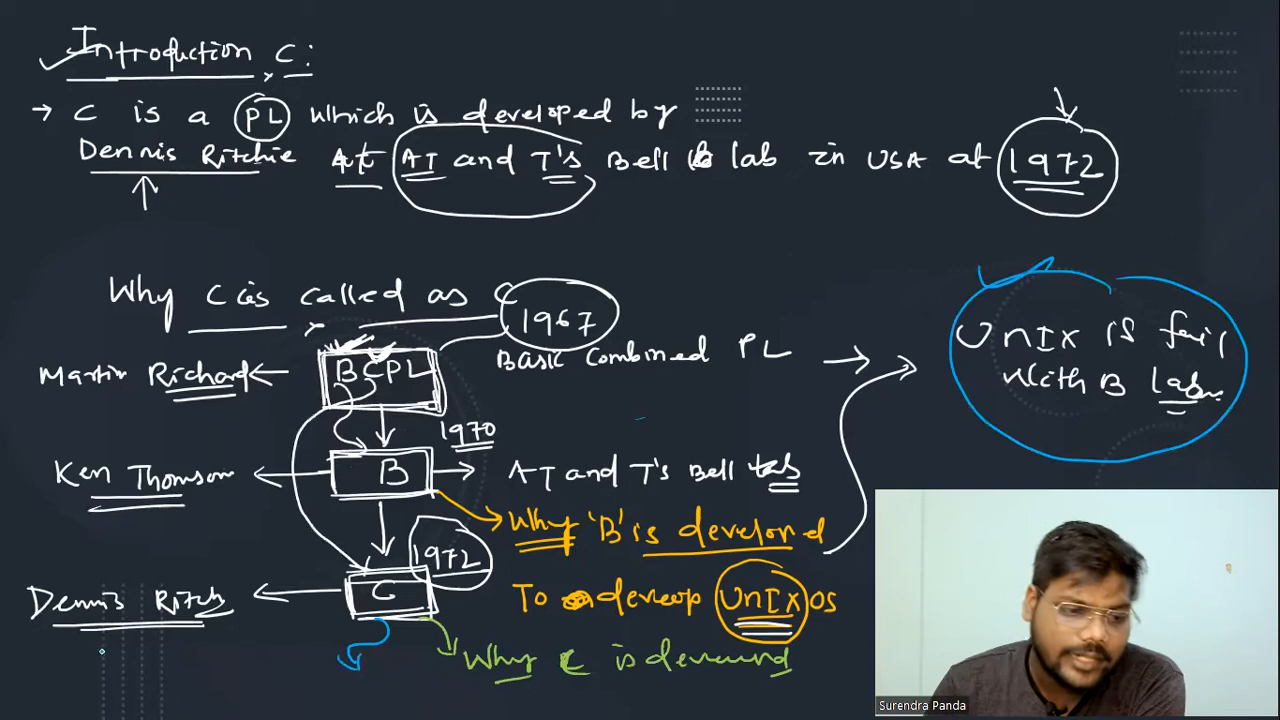 Introduction C:
→ C is a PL which is developed by
Dennis Ritchie At AT and T's Bell lab in USA at 1972
Why C is called as C
1967
Martin Richard ← BCPL Basic Combined PL →
UnIX is fail
with B
1970
Ken Thomson ← B → AT and T's Bell Labs
Why 'B' is developed
1972
Dennis Ritch ← C To develop UnIX os
Why C is
Surendra Panda